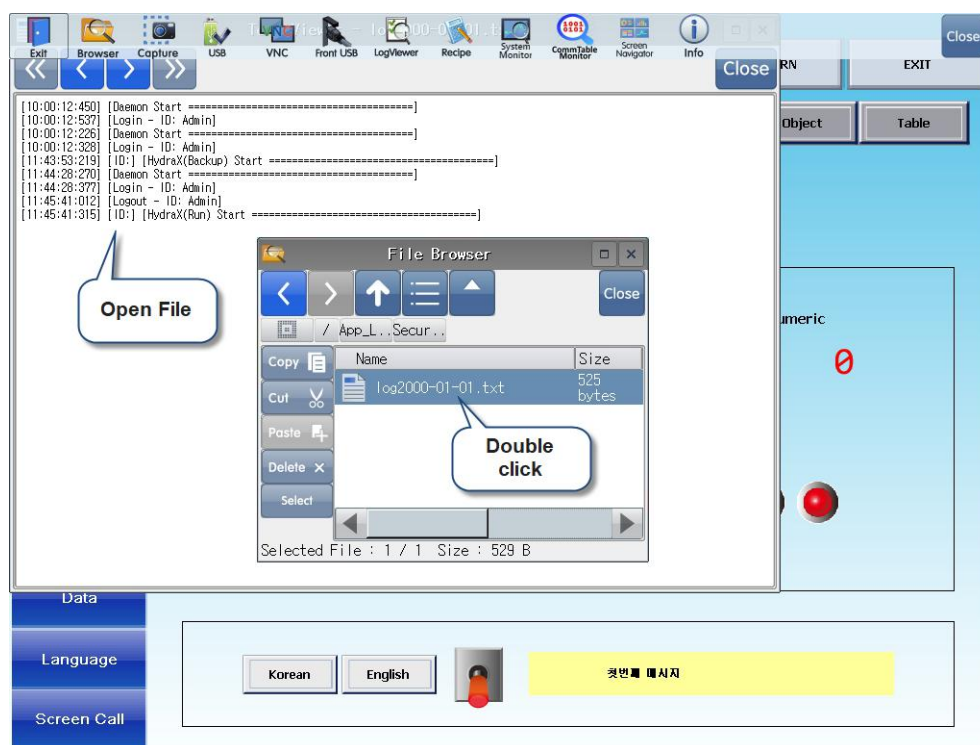 Exit
Browser
Capture
USB
VNC
Front USB
LogViewer
Recipe
System Monitor
CommTable Monitor
Screen Navigator
Info
Close
Close
RN
EXIT
Object
Table
[10:00:12:450] [Daemon Start =======================================]
[10:00:12:537] [Login - ID: Admin]
[10:00:12:226] [Daemon Start =======================================]
[10:00:12:328] [Login - ID: Admin]
[11:43:53:219] [ID:] [HydraX(Backup) Start =======================================]
[11:44:28:270] [Daemon Start =======================================]
[11:44:28:377] [Login - ID: Admin]
[11:45:41:012] [Logout - ID: Admin]
[11:45:41:315] [ID:] [HydraX(Run) Start =======================================]
Open File
File Browser
Close
/ App_L..Secur..
Copy
Cut
Paste
Delete
Select
Name Size
log2000-01-01.txt 525 bytes
Double
click
Selected File : 1 / 1 Size : 529 B
umeric
0
Data
Language
Screen Call
Korean
English
첫번째 메시지